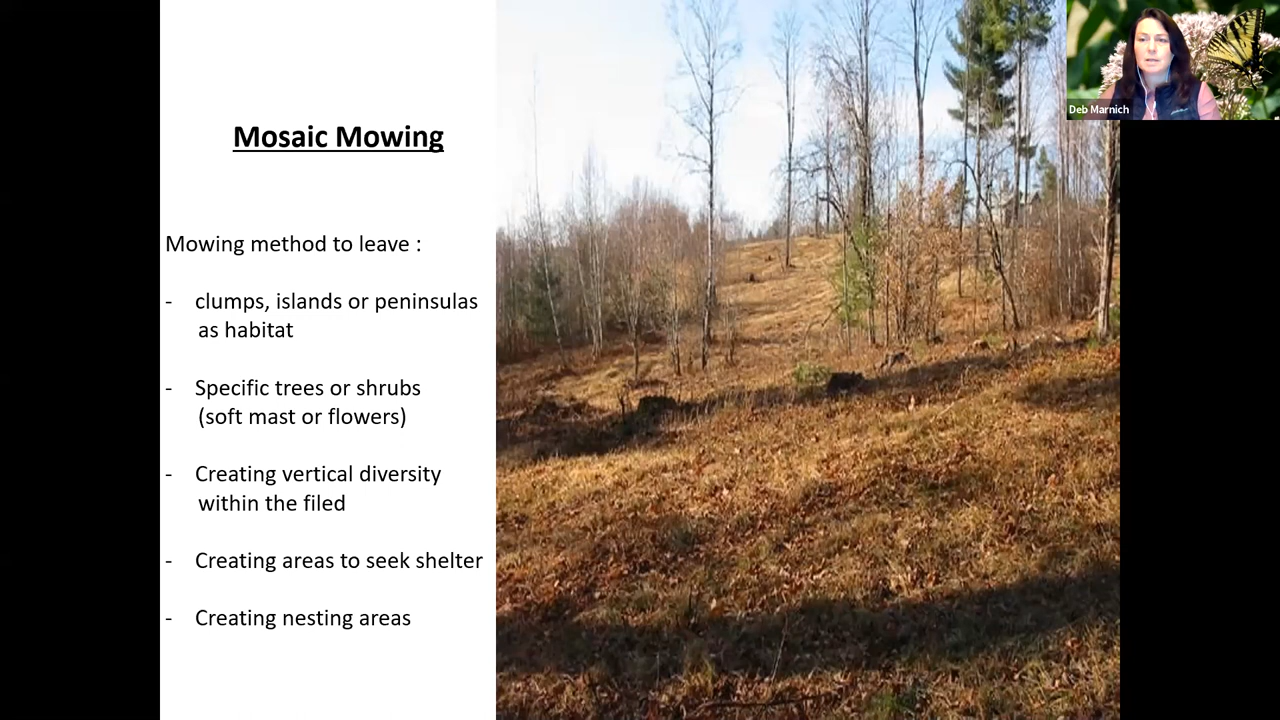 Mosaic Mowing
Mowing method to leave :
- clumps, islands or peninsulas
as habitat
- Specific trees or shrubs
(soft mast or flowers)
- Creating vertical diversity
within the filed
- Creating areas to seek shelter
- Creating nesting areas
Deb Marnich